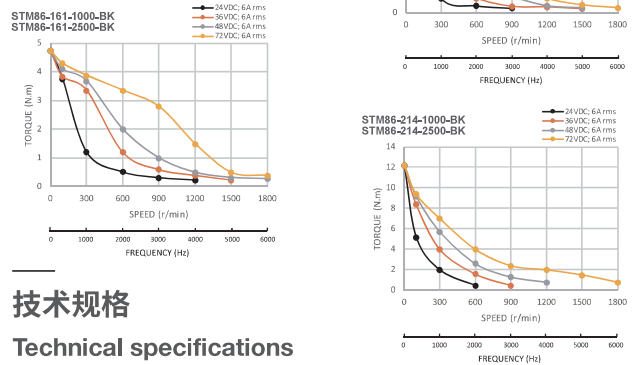 STM86-161-1000-BK
STM86-161-2500-BK
24VDC; 6A rms
36VDC; 6A rms
48VDC; 6A rms
72VDC; 6A rms
TORQUE (N.m)
5
4
3
2
1
0
0 300 600 900 1200 1500 1800
SPEED (r/min)
0 1000 2000 3000 4000 5000 6000
FREQUENCY (Hz)
技术规格
Technical specifications
0
0 300 600 900 1200 1500 1800
SPEED (r/min)
0 1000 2000 3000 4000 5000 6000
FREQUENCY (Hz)
STM86-214-1000-BK
STM86-214-2500-BK
24VDC; 6A rms
36VDC; 6A rms
48VDC; 6A rms
72VDC; 6A rms
TORQUE (N.m)
14
12
10
8
6
4
2
0
0 300 600 900 1200 1500 1800
SPEED (r/min)
0 1000 2000 3000 4000 5000 6000
FREQUENCY (Hz)